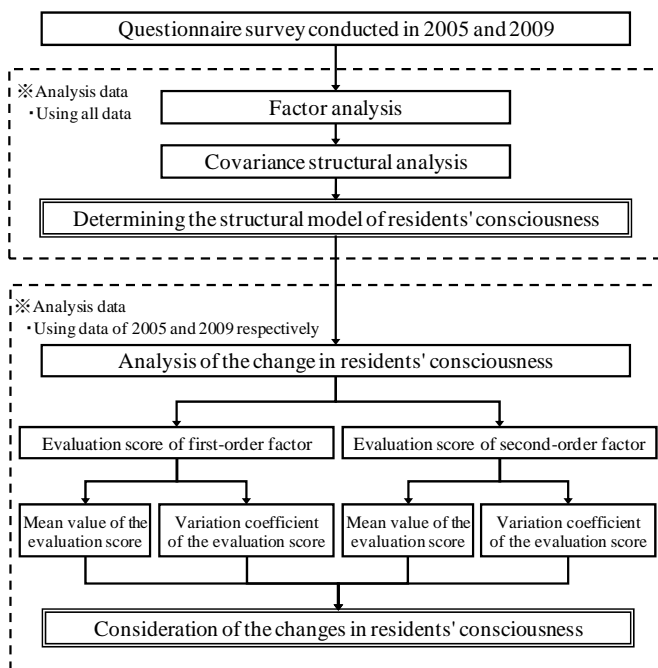 Questionnaire survey conducted in 2005 and 2009
※Analysis data
・Using all data
Factor analysis
Covariance structural analysis
Determining the structural model of residents' consciousness
※Analysis data
・Using data of 2005 and 2009 respectively
Analysis of the change in residents' consciousness
Evaluation score of first-order factor
Evaluation score of second-order factor
Mean value of the
evaluation score
Variation coefficient
of the evaluation score
Mean value of the
evaluation score
Variation coefficient
of the evaluation score
Consideration of the changes in residents' consciousness